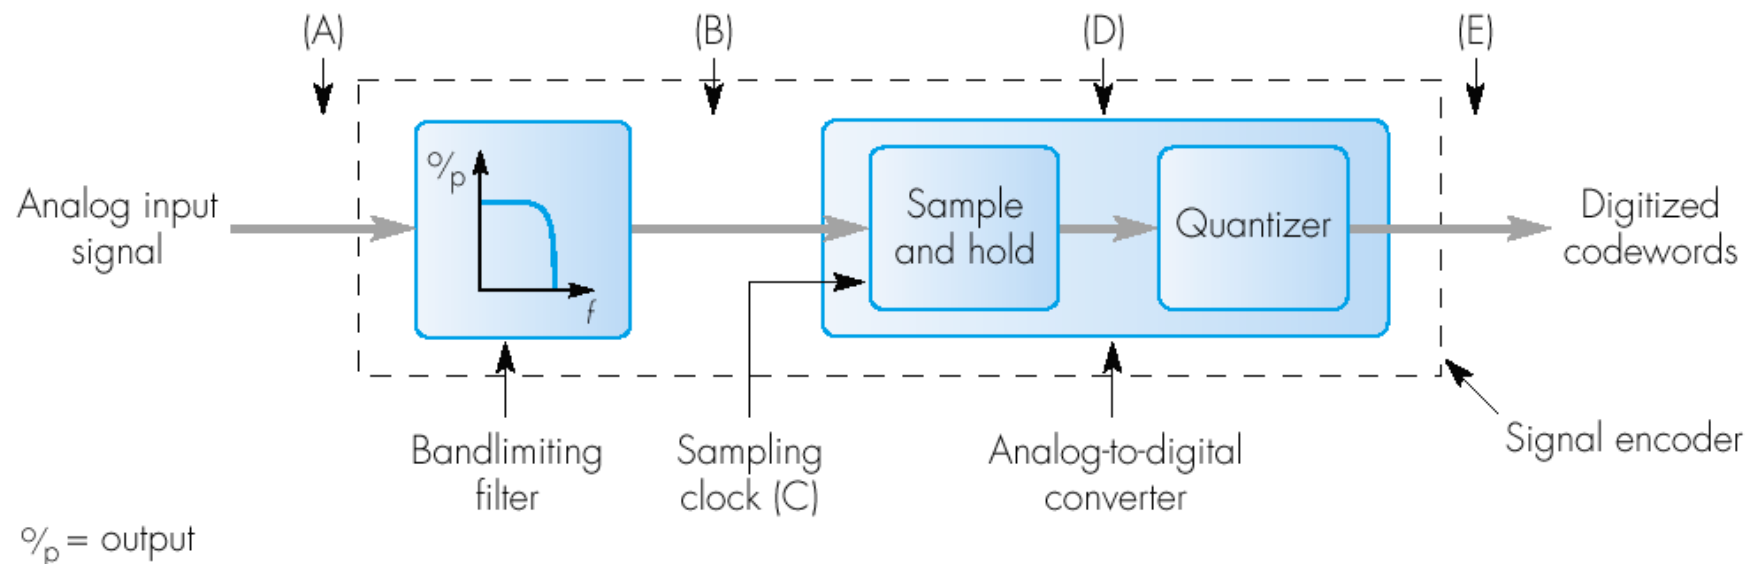 (A)
(B)
(D)
(E)
o/p
f
Analog input
signal
Sample
and hold
Quantizer
Digitized
codewords
Bandlimiting
filter
Sampling
clock (C)
Analog-to-digital
converter
Signal encoder
o/p = output